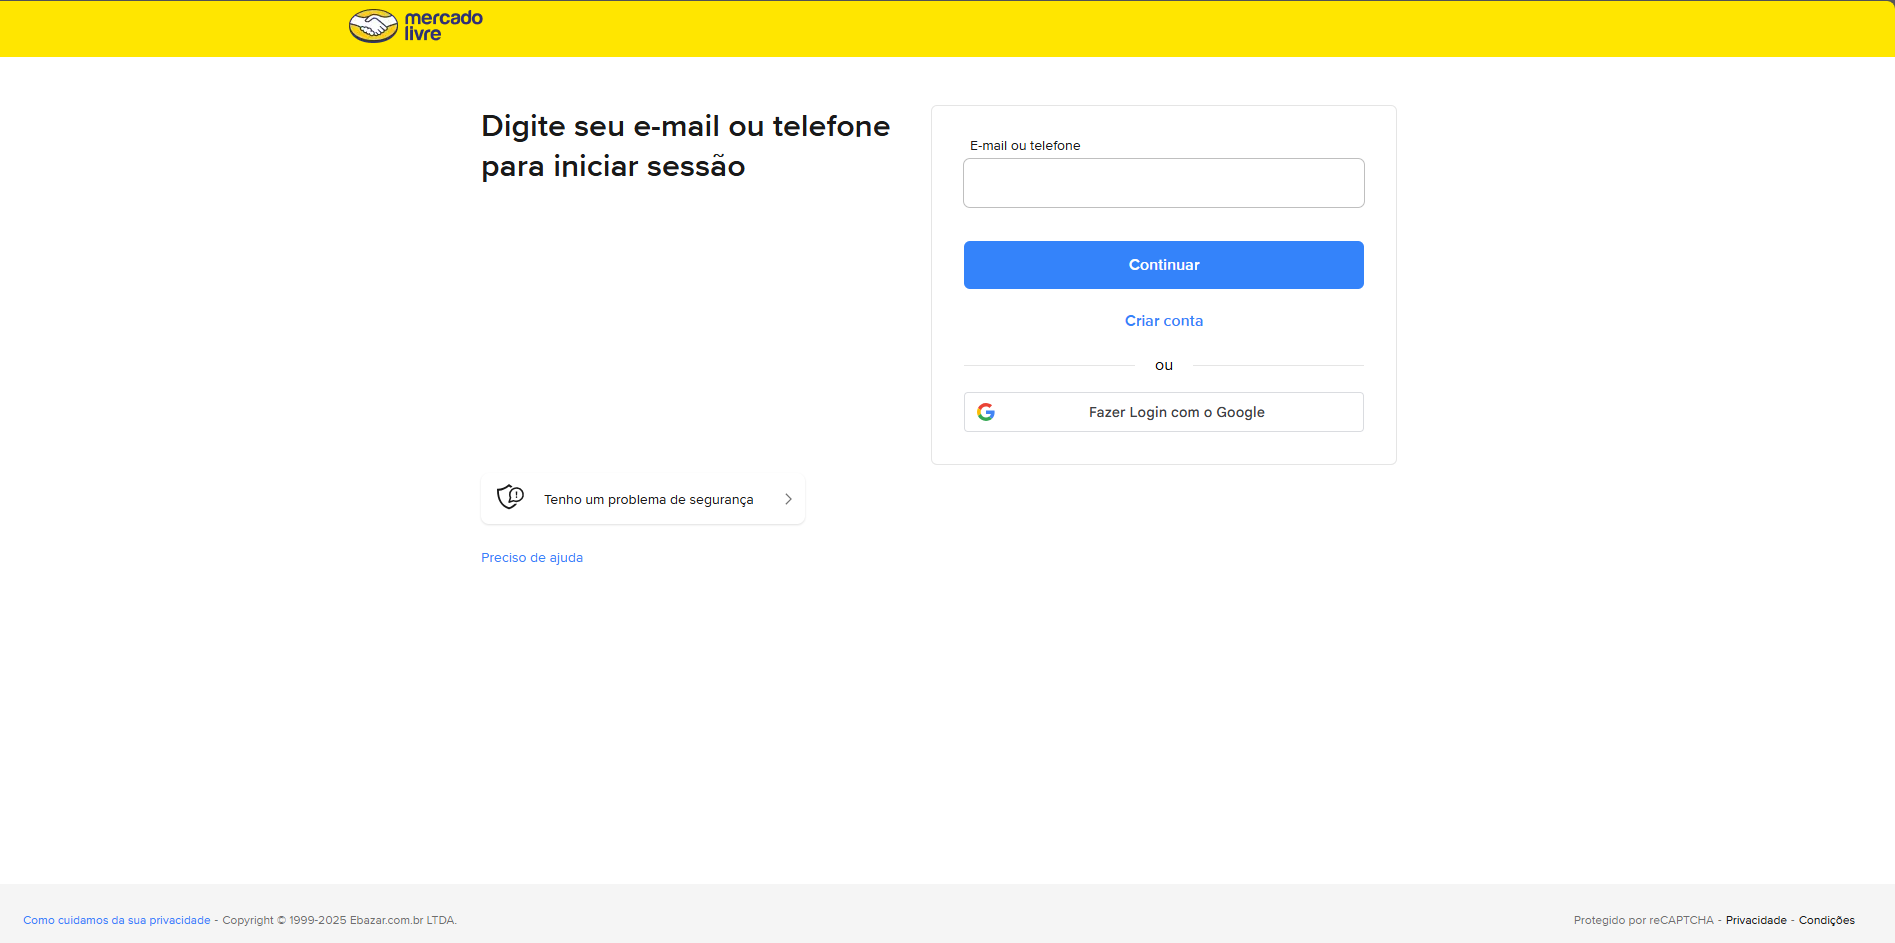 mercado
livre
Digite seu e-mail ou telefone
para iniciar sessão
E-mail ou telefone
Continuar
Criar conta
ou
Fazer Login com o Google
Tenho um problema de segurança
Preciso de ajuda
Como cuidamos da sua privacidade - Copyright © 1999-2025 Ebazar.com.br LTDA.
Protegido por reCAPTCHA - Privacidade - Condições